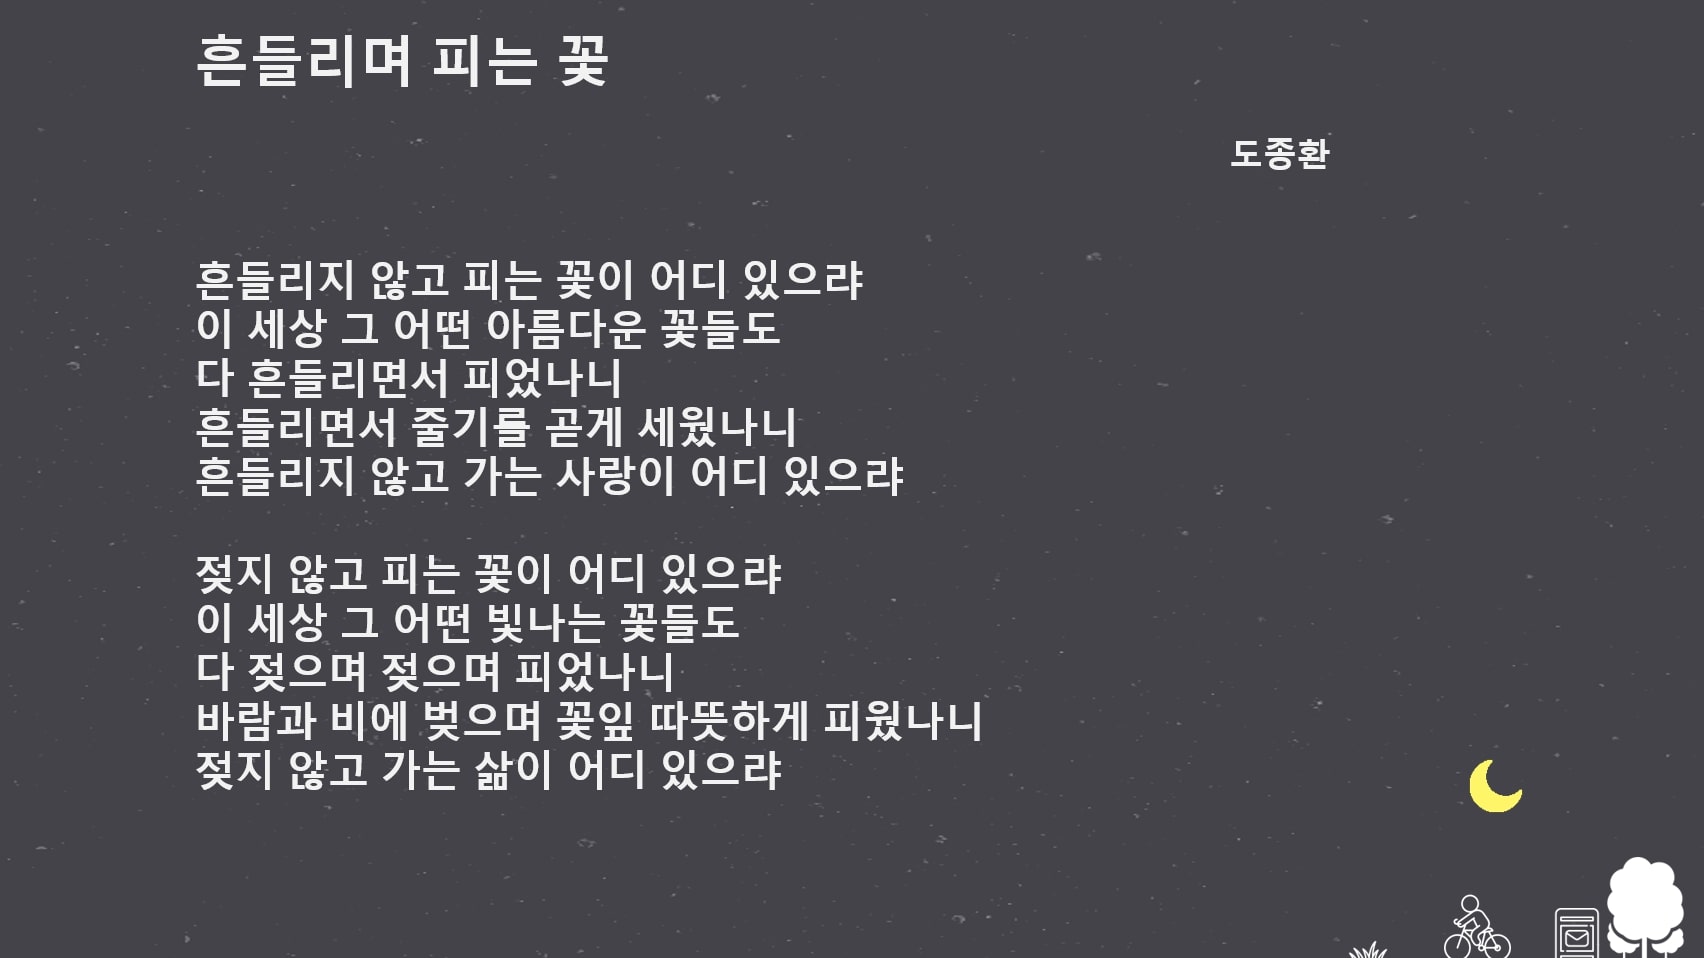 흔들리며 피는 꽃
도종환
흔들리지 않고 피는 꽃이 어디 있으랴
이 세상 그 어떤 아름다운 꽃들도
다 흔들리면서 피었나니
흔들리면서 줄기를 곧게 세웠나니
흔들리지 않고 가는 사랑이 어디 있으랴
젖지 않고 피는 꽃이 어디 있으랴
이 세상 그 어떤 빛나는 꽃들도
다 젖으며 젖으며 피었나니
바람과 비에 벚으며 꽃잎 따뜻하게 피웠나니
젖지 않고 가는 삶이 어디 있으랴